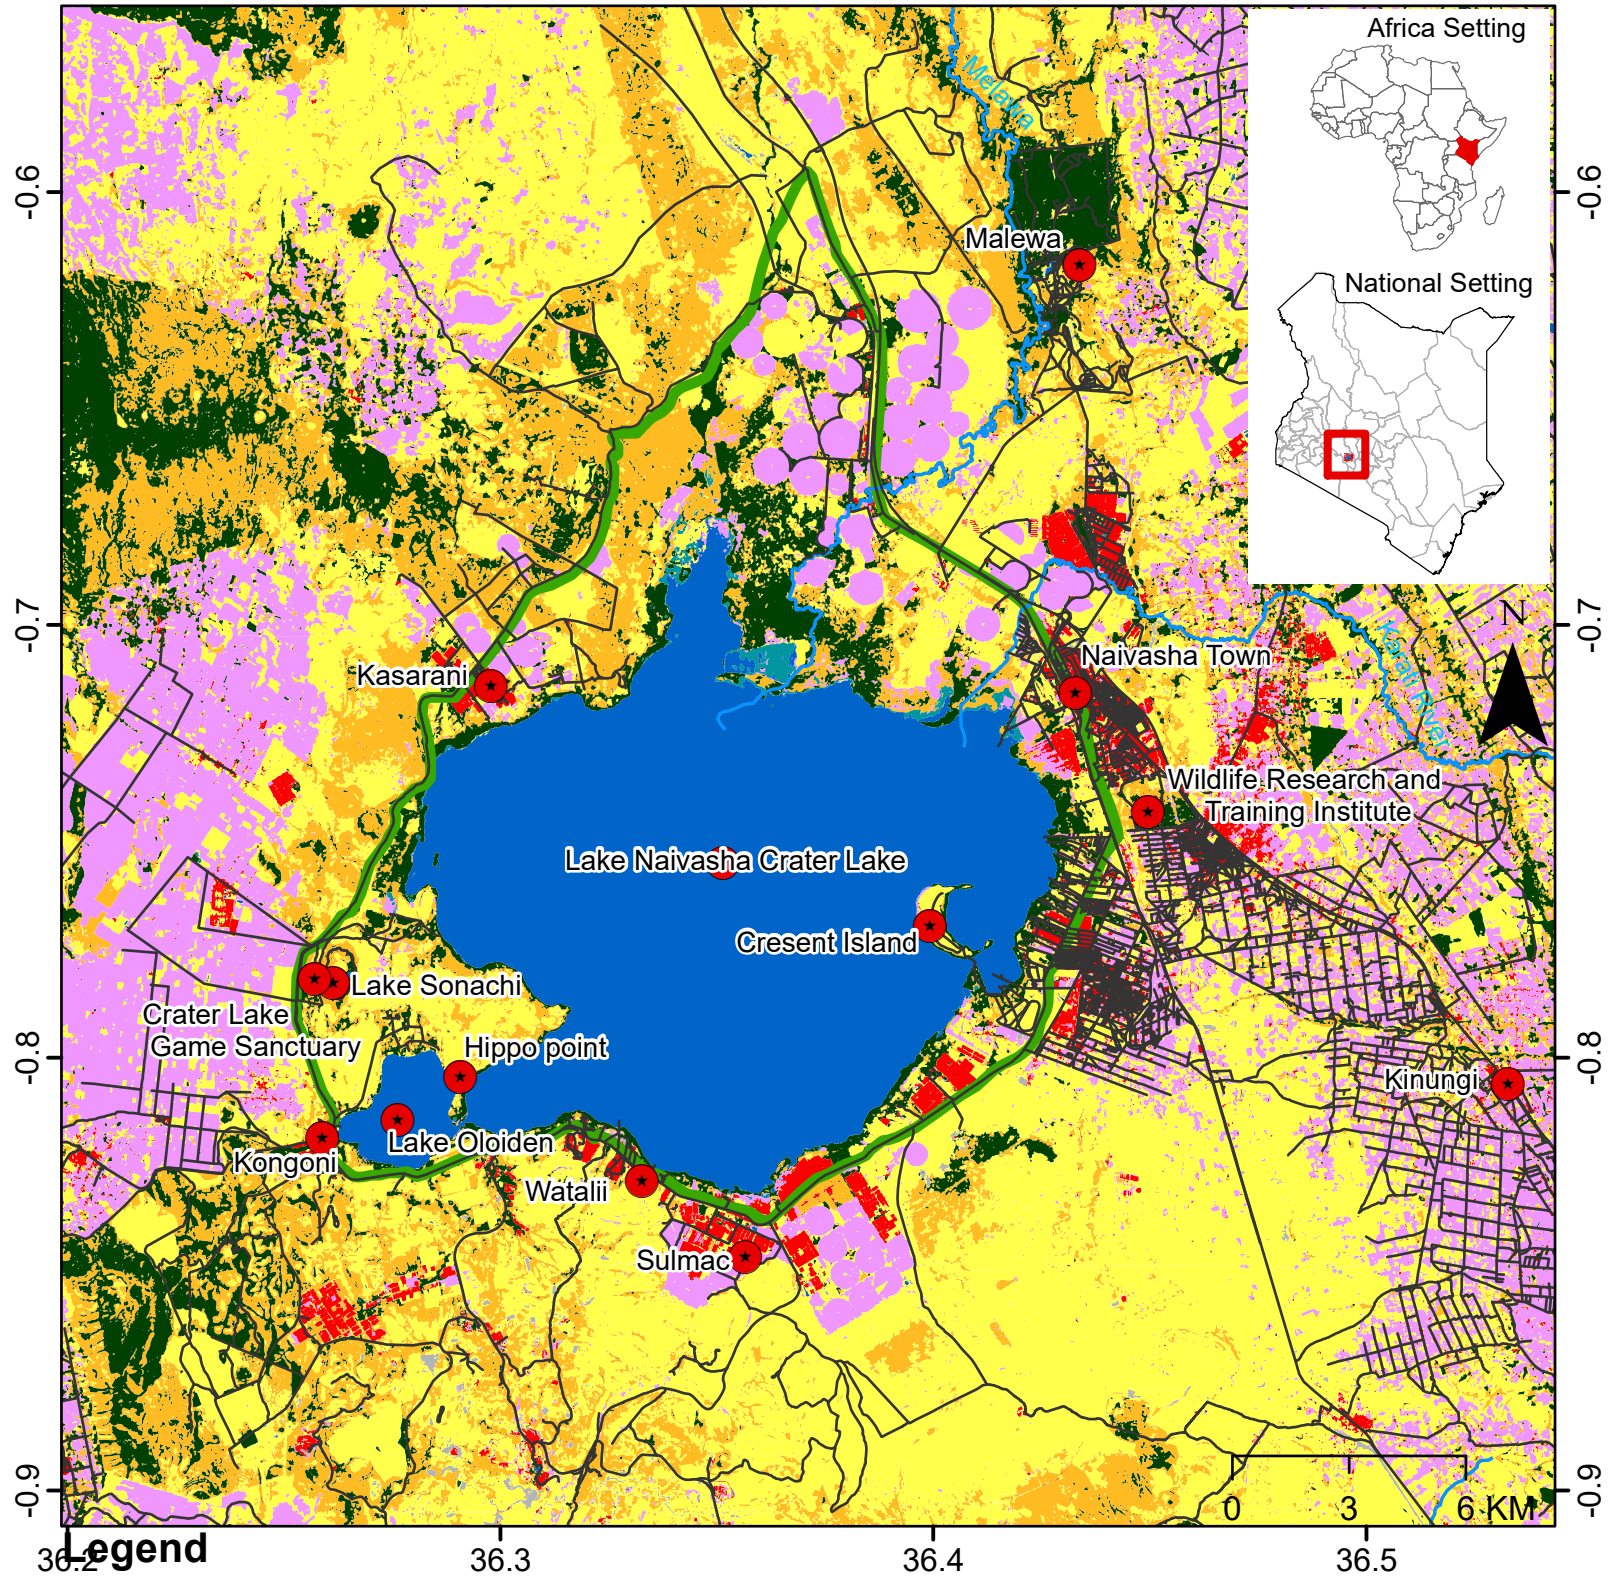 Africa Setting
Melawa
-0.6
-0.6
Malewa
National Setting
-0.7
-0.7
N
Karati River
Kasarani
Naivasha Town
Wildlife Research and
Training Institute
Lake Naivasha Crater Lake
Cresent Island
Lake Sonachi
Crater Lake
Game Sanctuary
Hippo point
-0.8
-0.8
Kinungi
Lake Oloiden
Kongoni
Watalii
Sulmac
-0.9
-0.9
0 3 6 KM
36.2
Legend
36.3
36.4
36.5